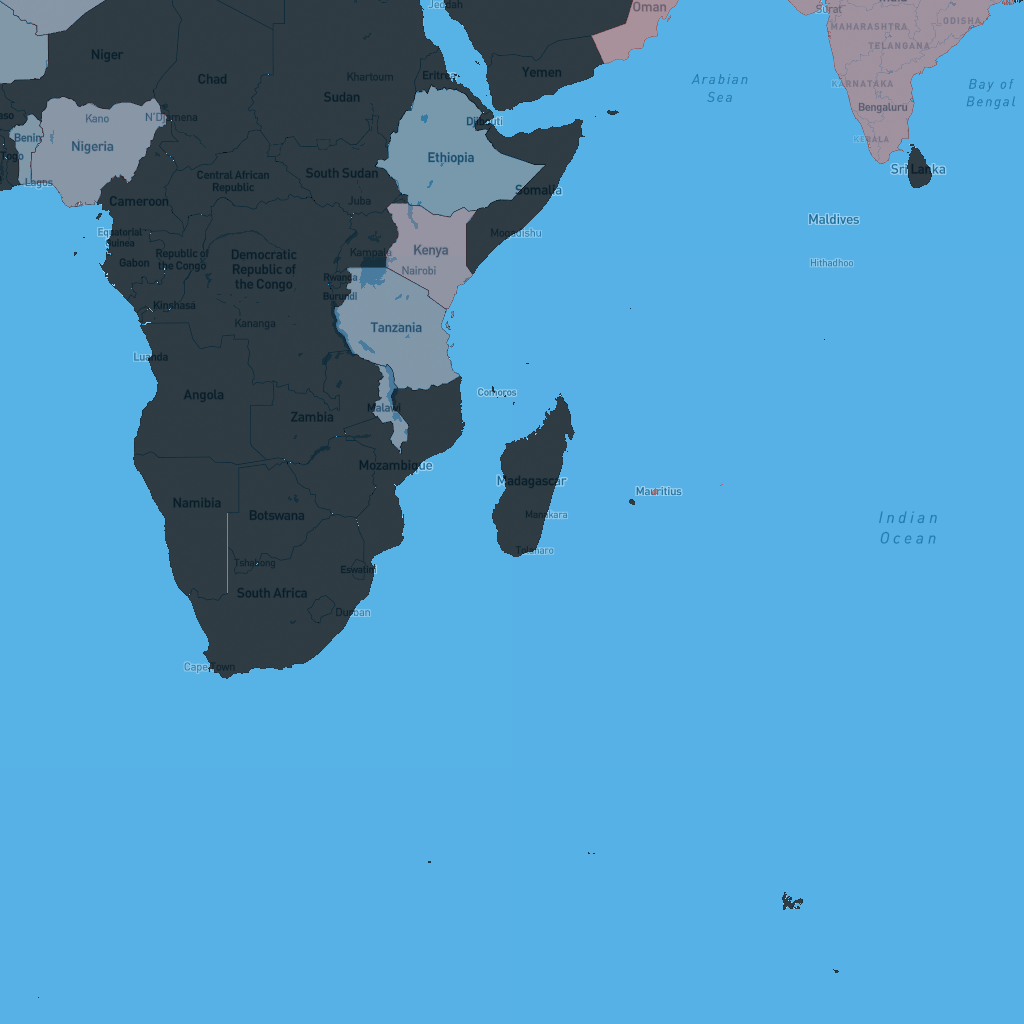 Jeddah
Oman
Surat
India
MAHARASHTRA
ODISHA
TELANGANA
Niger
Chad
Khartoum
Eritrea
Yemen
Arabian
Sea
KARNATAKA
Bay of
Bengal
Sudan
Bengaluru
Kano
N'Djamena
Djibouti
Benin
Nigeria
KERALA
Togo
Ethiopia
Lagos
Central African
Republic
South Sudan
Somalia
Sri Lanka
Cameroon
Juba
Maldives
Equatorial
Guinea
Mogadishu
Gabon
Republic of
the Congo
Democratic
Republic of
the Congo
Kampala
Kenya
Nairobi
Hithadhoo
Rwanda
Burundi
Kinshasa
Kananga
Tanzania
Luanda
Angola
Comoros
Malawi
Zambia
Mozambique
Madagascar
Mauritius
Namibia
Botswana
Manakara
Indian
Ocean
Tolanaro
Tshabong
Eswatini
South Africa
Durban
Cape Town